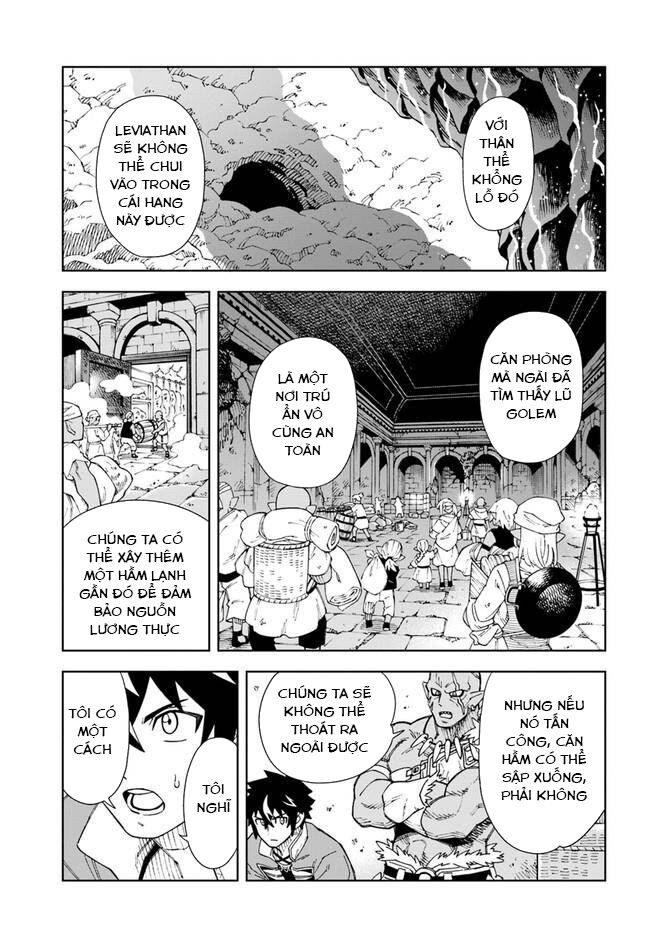 VỚI
THÂN
THỂ
KHỔNG
LỒ ĐÓ
LEVIATHAN
SẼ KHÔNG
THỂ CHUI
VÀO TRONG
CÁI HANG
NÀY ĐƯỢC
CĂN PHÒNG
MÀ NGÀI ĐÃ
TÌM THẤY LŨ
GOLEM
LÀ MỘT
NƠI TRÚ
ẨN VÔ
CÙNG AN
TOÀN
CHÚNG TA CÓ
THỂ XÂY THÊM
MỘT HẦM LẠNH
GẦN ĐÓ ĐỂ ĐẢM
BẢO NGUỒN
LƯƠNG THỰC
NHƯNG NẾU
NÓ TẤN
CÔNG, CĂN
HẦM CÓ THỂ
SẬP XUỐNG,
PHẢI KHÔNG
CHÚNG TA SẼ
KHÔNG THỂ
THOÁT RA
NGOÀI ĐƯỢC
TÔI
NGHĨ
TÔI CÓ
MỘT
CÁCH